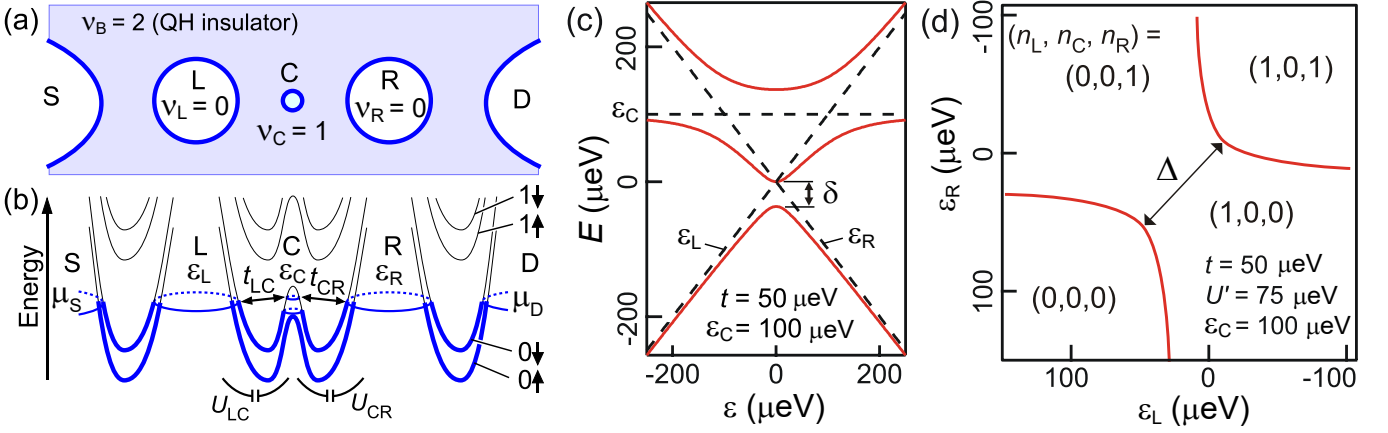 (a)
ν_B = 2 (QH insulator)
S
L
ν_L = 0
C
ν_C = 1
R
ν_R = 0
D
(b)
Energy
S
L
C
R
D
1↓
1↑
μ_S
ε_L
t_LC
ε_C
t_CR
ε_R
μ_D
0↓
0↑
U_LC
U_CR
(c)
E (μeV)
200
0
-200
ε_C
δ
ε_L
ε_R
t = 50 μeV
ε_C = 100 μeV
-200
0
200
ε (μeV)
(d)
ε_R (μeV)
-100
0
100
(n_L, n_C, n_R) =
(0,0,1)
(1,0,1)
Δ
(1,0,0)
(0,0,0)
t = 50 μeV
U' = 75 μeV
ε_C = 100 μeV
100
0
-100
ε_L (μeV)